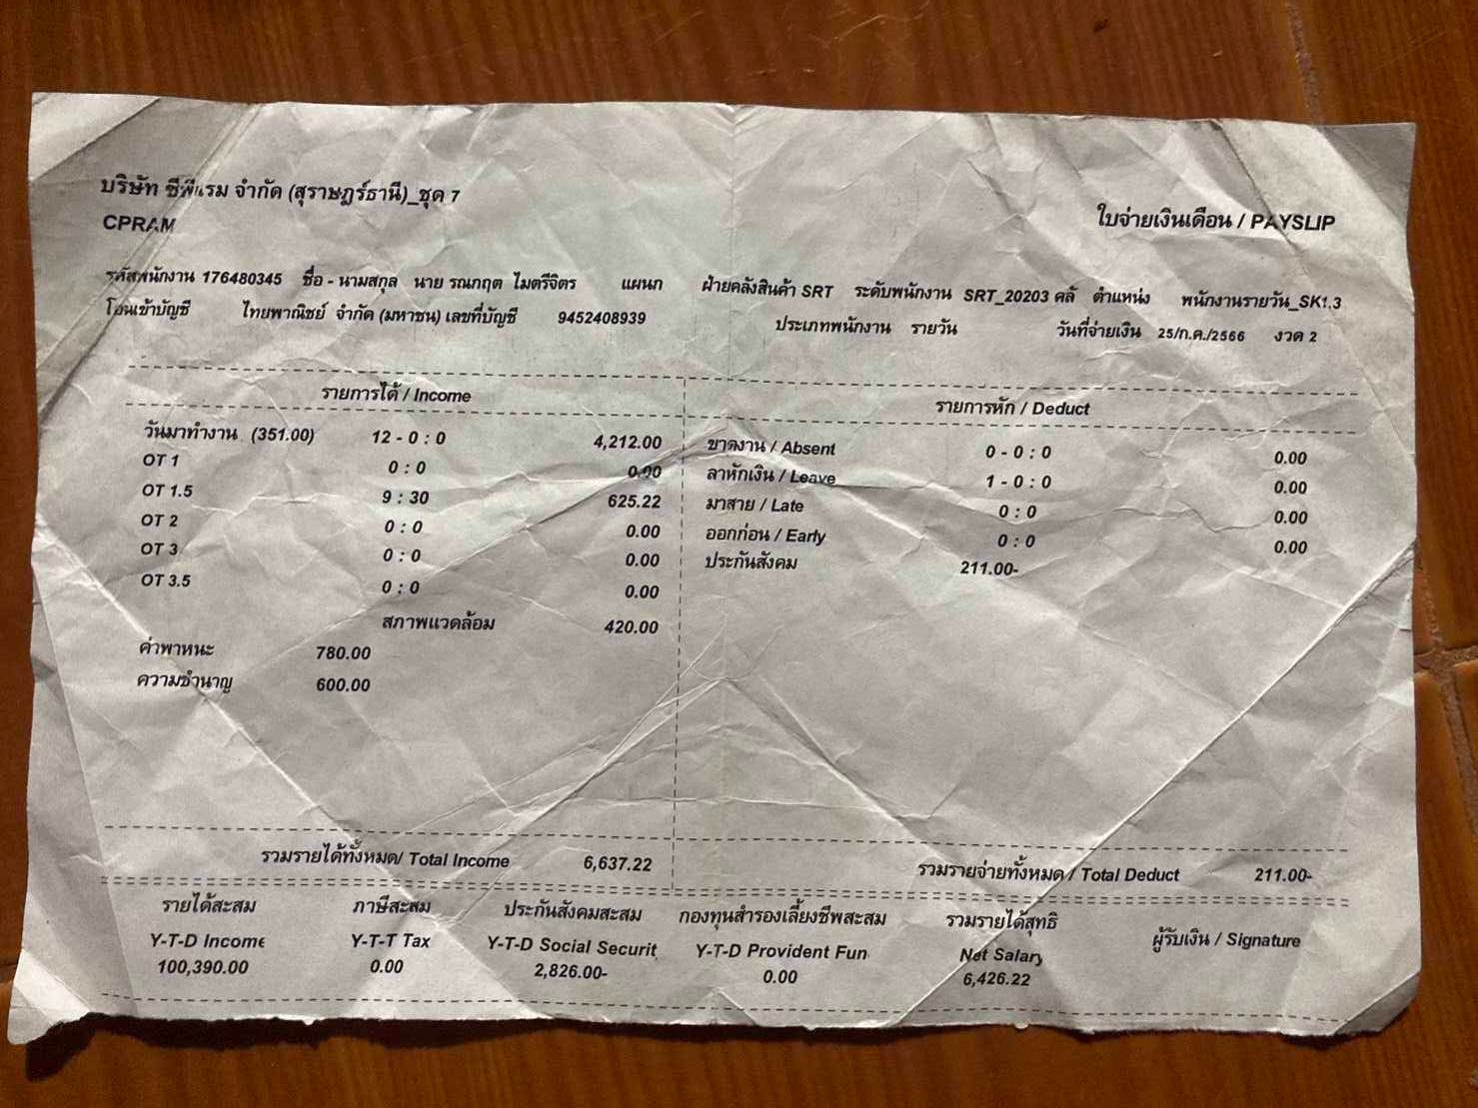 บริษัท ซีพีแรม จำกัด (สุราษฎร์ธานี)_ชุด 7
CPRAM
ใบจ่ายเงินเดือน / PAYSLIP
รหัสพนักงาน 176480345 ชื่อ - นามสกุล นาย รณกฤต ไมตรีจิตร แผนก ฝ่ายคลังสินค้า SRT ระดับพนักงาน SRT_20203 คลั ตำแหน่ง พนักงานรายวัน_SK1.3
โอนเข้าบัญชี ไทยพาณิชย์ จำกัด (มหาชน) เลขที่บัญชี 9452408939 ประเภทพนักงาน รายวัน วันที่จ่ายเงิน 25/ก.ค./2566 งวด 2
รายการได้ / Income รายการหัก / Deduct
วันมาทำงาน (351.00) 12 - 0 : 0 4,212.00 ขาดงาน / Absent 0 - 0 : 0 0.00
OT 1 0 : 0 0.00 ลาหักเงิน / Leave 1 - 0 : 0 0.00
OT 1.5 9 : 30 625.22 มาสาย / Late 0 : 0 0.00
OT 2 0 : 0 0.00 ออกก่อน / Early 0 : 0 0.00
OT 3 0 : 0 0.00 ประกันสังคม 211.00-
OT 3.5 0 : 0 0.00
สภาพแวดล้อม 420.00
ค่าพาหนะ 780.00
ความชำนาญ 600.00
รวมรายได้ทั้งหมด/ Total Income 6,637.22 รวมรายจ่ายทั้งหมด / Total Deduct 211.00-
รายได้สะสม ภาษีสะสม ประกันสังคมสะสม กองทุนสำรองเลี้ยงชีพสะสม รวมรายได้สุทธิ ผู้รับเงิน / Signature
Y-T-D Income Y-T-T Tax Y-T-D Social Securit Y-T-D Provident Fun Net Salary
100,390.00 0.00 2,826.00- 0.00 6,426.22